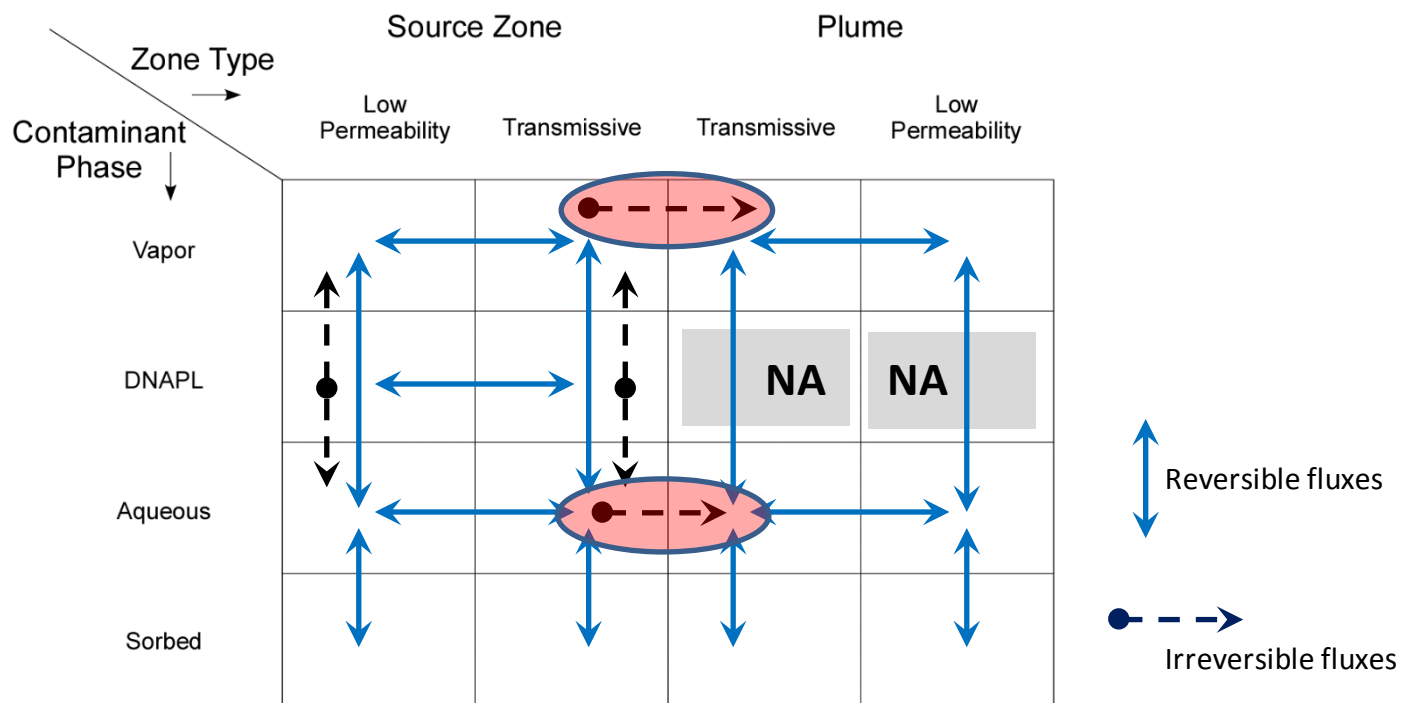 Source Zone
Plume
Zone Type
Contaminant
Phase
Low
Permeability
Transmissive
Transmissive
Low
Permeability
Vapor
DNAPL
NA
NA
Aqueous
Sorbed
Reversible fluxes
Irreversible fluxes